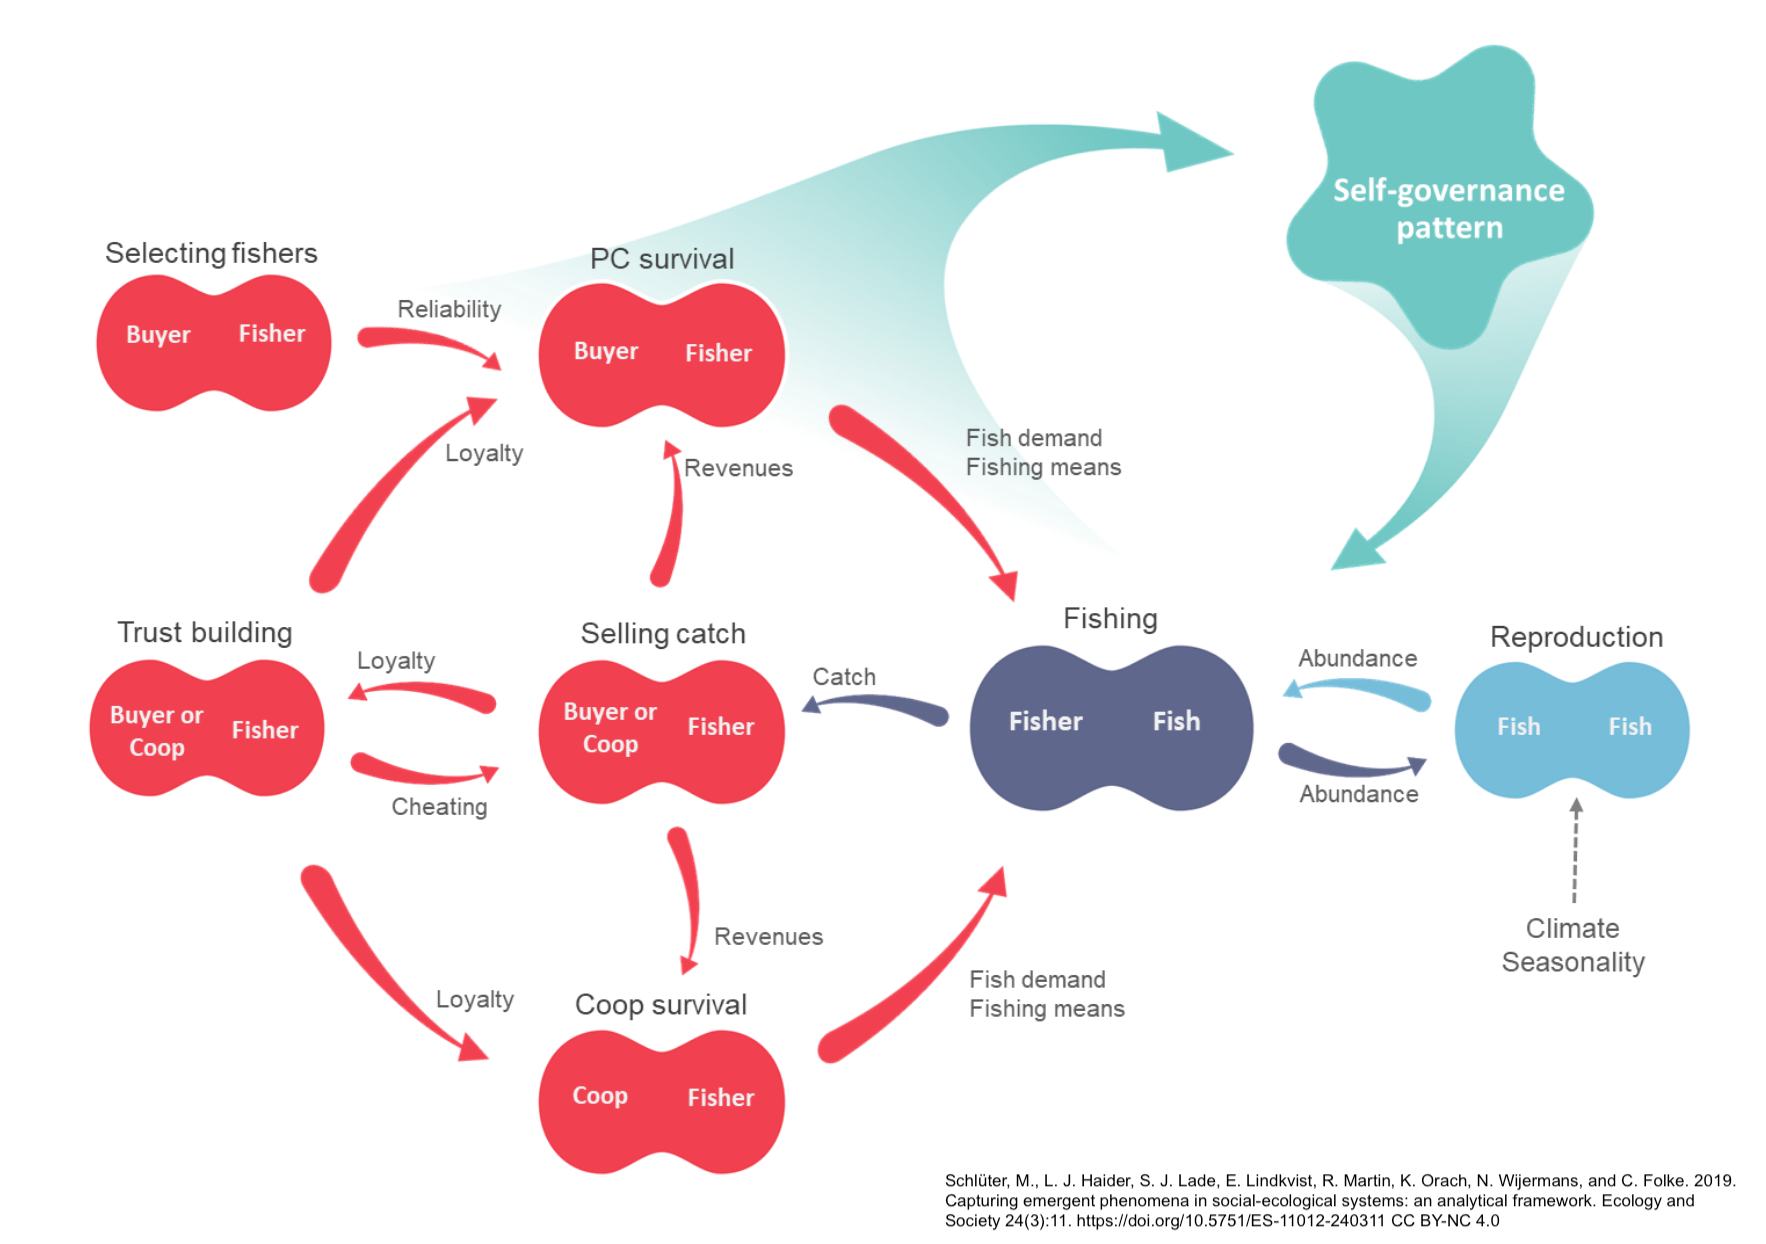 Self-governance
pattern
Selecting fishers
Buyer Fisher
Reliability
PC survival
Buyer Fisher
Loyalty
Revenues
Fish demand
Fishing means
Trust building
Buyer or
Coop
Fisher
Loyalty
Cheating
Selling catch
Buyer or
Coop
Fisher
Catch
Fishing
Fisher Fish
Abundance
Abundance
Reproduction
Fish Fish
Climate
Seasonality
Loyalty
Revenues
Coop survival
Coop Fisher
Fish demand
Fishing means
Schlüter, M., L. J. Haider, S. J. Lade, E. Lindkvist, R. Martin, K. Orach, N. Wijermans, and C. Folke. 2019.
Capturing emergent phenomena in social-ecological systems: an analytical framework. Ecology and
Society 24(3):11. https://doi.org/10.5751/ES-11012-240311 CC BY-NC 4.0